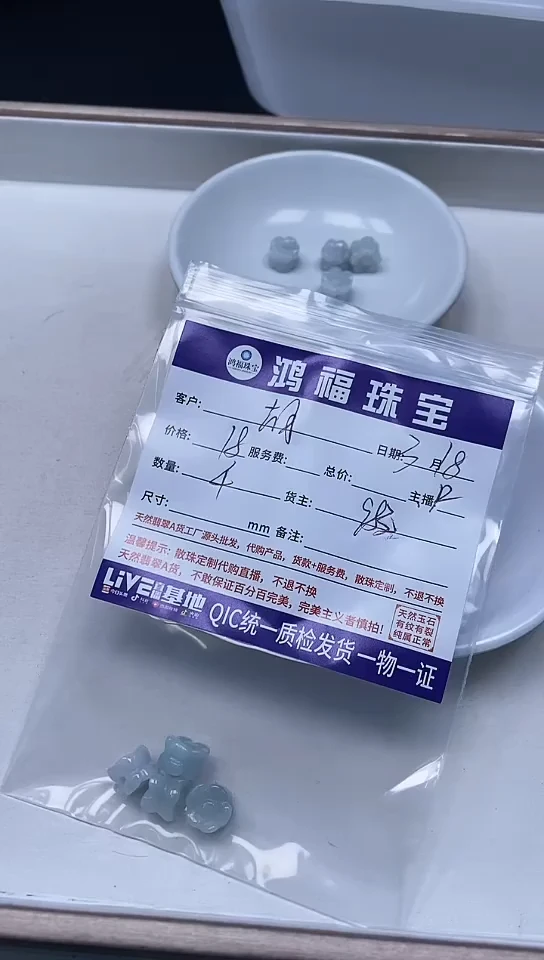 鸿福珠宝 鸿福珠宝
客户: 胡 日期: 3月18
价格: 18 服务费: 总价: 主播
数量: 4 货主:
尺寸: mm 备注:
天然翡翠A货工厂源头批发，代购产品，货款+服务费，散珠定制，不退不换
温馨提示: 散珠定制代购直播，不退不换
天然翡翠A货，不敢保证百分百完美，完美主义者慎拍!
天然玉石
有纹有裂
纯属正常
LIVE直播基地 QIC统一质检发货 一物一证